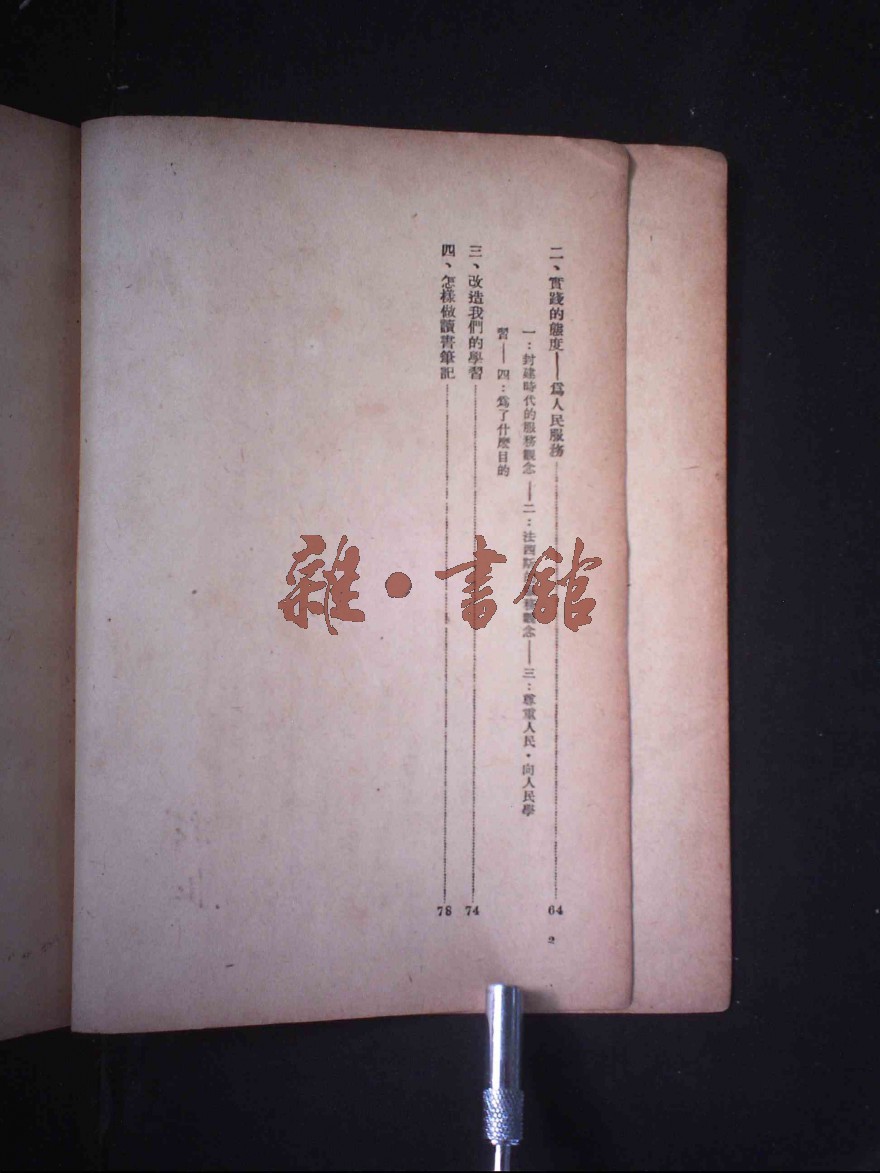 二、實踐的態度——爲人民服務……64
一：封建時代的服務觀念——二：法西斯的服務觀念——三：尊重人民・向人民學
習——四：爲了什麼目的
三、改造我們的學習……74
四、怎樣做讀書筆記……78
2
雜・書館